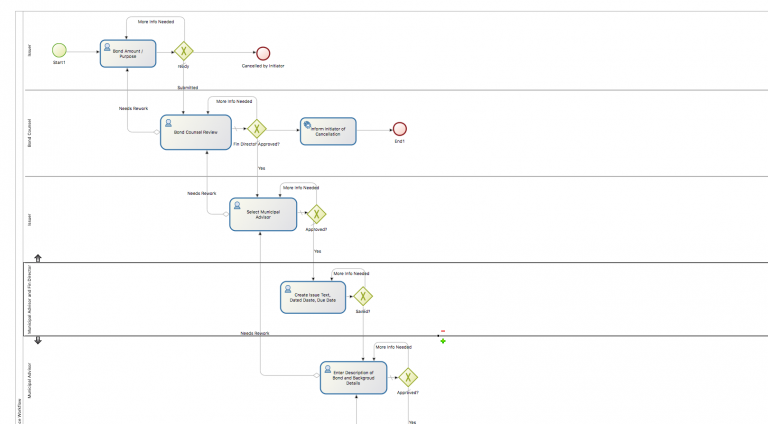 More Info Needed
Issuer
Bond Amount /
Purpose
Start1
Ready
Cancelled by Initiator
Submitted
More Info Needed
Needs Rework
Bond Counsel
Bond Counsel Review
Inform Initiator of
Cancellation
Fin Director Approved?
End1
Yes
More Info Needed
Needs Rework
Issuer
Select Municipal
Advisor
Approved?
Yes
More Info Needed
Municipal Advisor and Fin Director
Create Issue Text,
Dated Daate, Due Date
Saved?
Needs Rework
More Info Needed
Municipal Advisor
Enter Description of
Bond and Backgroud
Details
Approved?
Workflow
Yes